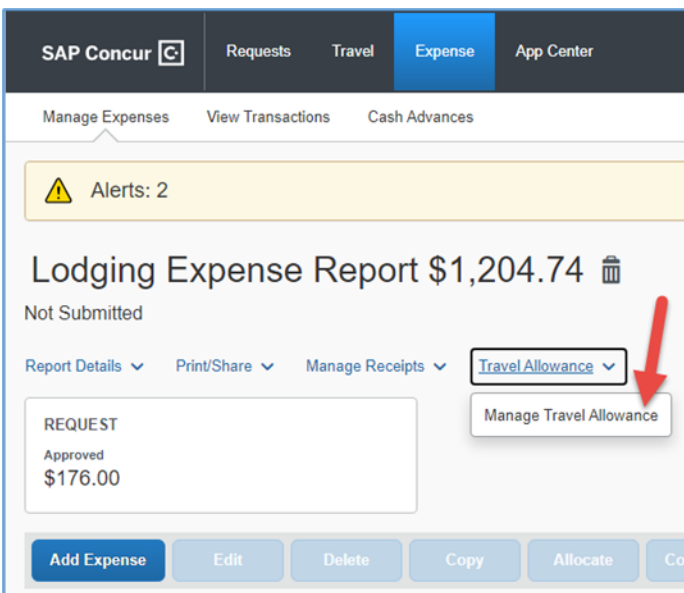 SAP Concur C Requests Travel Expense App Center
Manage Expenses View Transactions Cash Advances
Alerts: 2
Lodging Expense Report $1,204.74
Not Submitted
Report Details Print/Share Manage Receipts Travel Allowance
Manage Travel Allowance
REQUEST
Approved
$176.00
Add Expense Edit Delete Copy Allocate Co